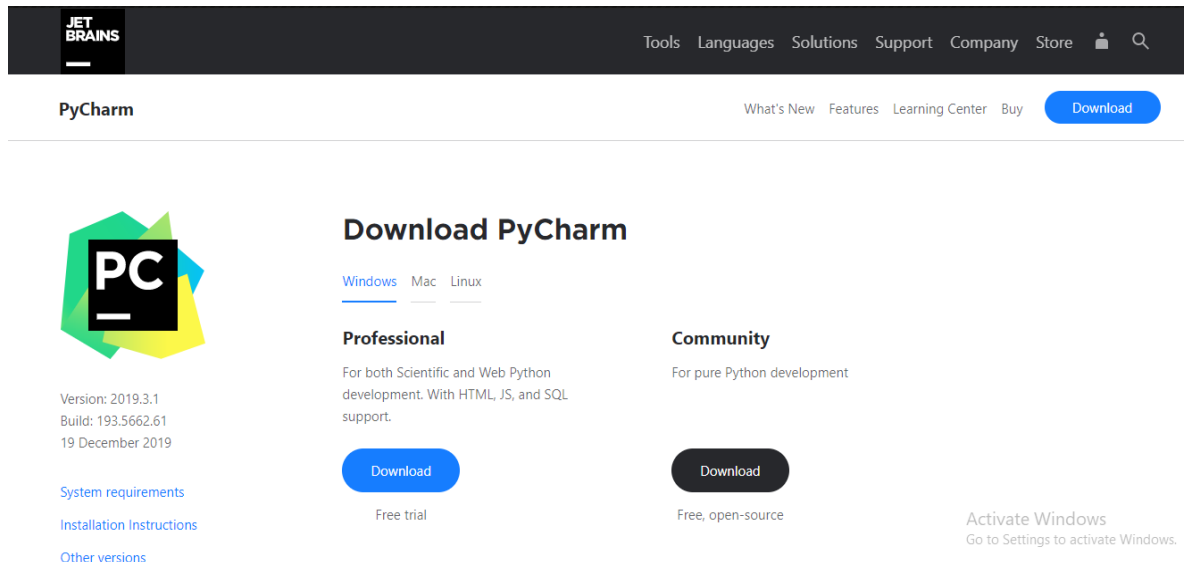 JET
BRAINS
Tools Languages Solutions Support Company Store
PyCharm
What's New Features Learning Center Buy Download
PC
Download PyCharm
Windows Mac Linux
Professional
For both Scientific and Web Python
development. With HTML, JS, and SQL
support.
Download
Free trial
Community
For pure Python development
Download
Free, open-source
Version: 2019.3.1
Build: 193.5662.61
19 December 2019
System requirements
Installation Instructions
Other versions
Activate Windows
Go to Settings to activate Windows.